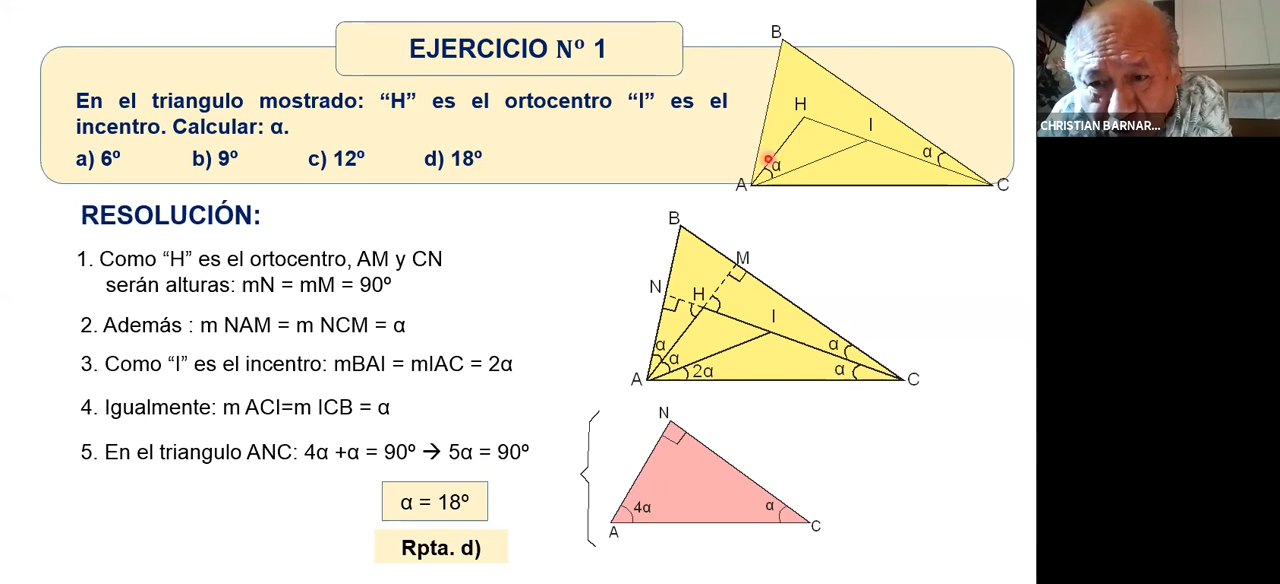 EJERCICIO Nº 1
En el triangulo mostrado: “H” es el ortocentro “I” es el
incentro. Calcular: α.
a) 6º b) 9º c) 12º d) 18º
B
H
I
α
α
A
C
CHRISTIAN BARNAR...
RESOLUCIÓN:
1. Como “H” es el ortocentro, AM y CN
serán alturas: mN = mM = 90º
2. Además : m NAM = m NCM = α
3. Como “I” es el incentro: mBAI = mIAC = 2α
4. Igualmente: m ACI=m ICB = α
5. En el triangulo ANC: 4α +α = 90º → 5α = 90º
α = 18º
Rpta. d)
B
M
N
H
I
α
α
α
2α
α
A
C
N
4α
α
A
C